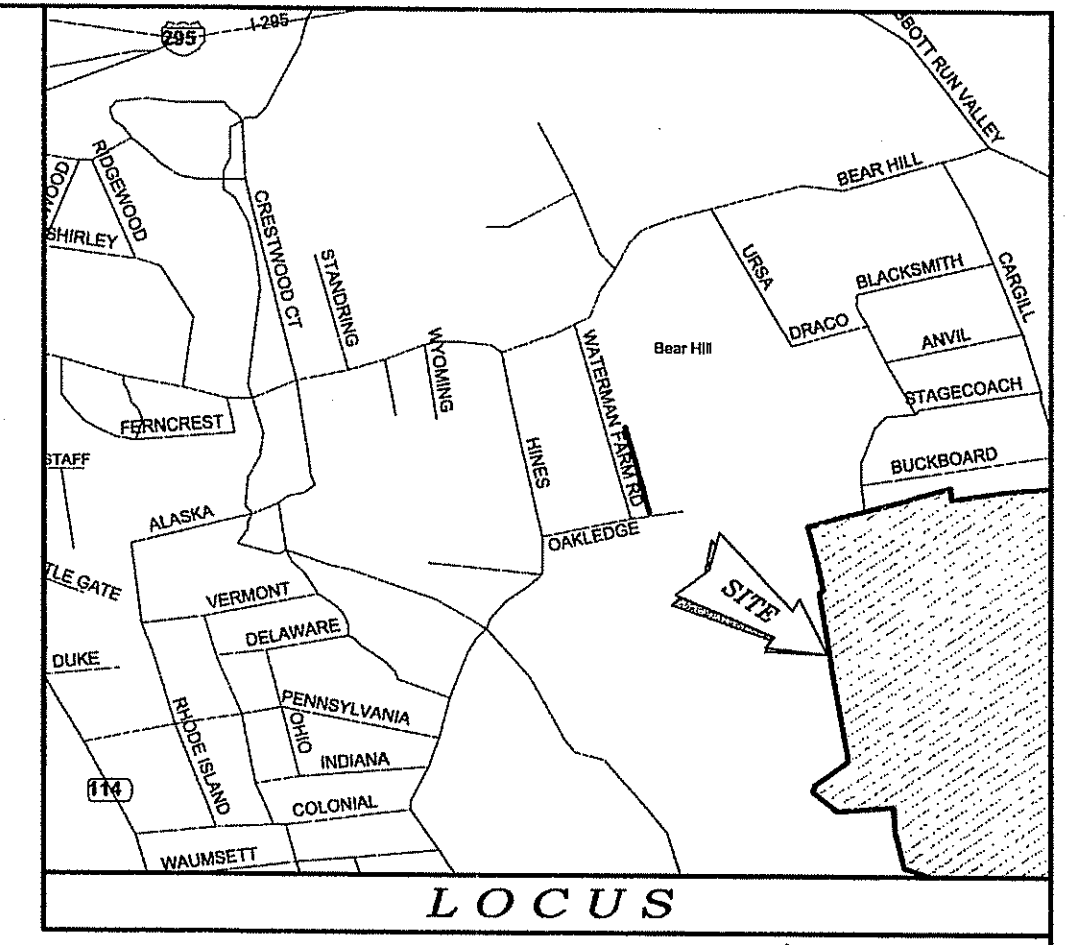 295
I-295
BBOTT RUN VALLEY
WOOD
RIDGEWOOD
BEAR HILL
SHIRLEY
CRESTWOOD CT
STANDRING
URSA
BLACKSMITH
CARGILL
DRACO
WYOMING
WATERMAN FARM RD
Bear Hill
ANVIL
STAGECOACH
FERNCREST
HINES
STAFF
BUCKBOARD
ALASKA
OAKLEDGE
TLE GATE
VERMONT
SITE
DELAWARE
DUKE
PENNSYLVANIA
RHODE ISLAND
OHIO
INDIANA
114
COLONIAL
WAUMSETT
LOCUS